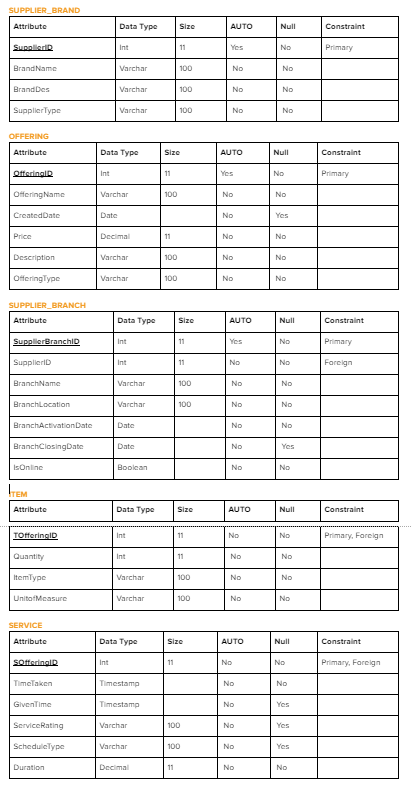 SUPPLIER_BRAND
Attribute Data Type Size AUTO Null Constraint
SupplierID Int 11 Yes No Primary
BrandName Varchar 100 No No
BrandDes Varchar 100 No No
SupplierType Varchar 100 No No
OFFERING
Attribute Data Type Size AUTO Null Constraint
OfferingID Int 11 Yes No Primary
OfferingName Varchar 100 No No
CreatedDate Date No Yes
Price Decimal 11 No No
Description Varchar 100 No No
OfferingType Varchar 100 No No
SUPPLIER_BRANCH
Attribute Data Type Size AUTO Null Constraint
SupplierBranchID Int 11 Yes No Primary
SupplierID Int 11 No No Foreign
BranchName Varchar 100 No No
BranchLocation Varchar 100 No No
BranchActivationDate Date No No
BranchClosingDate Date No Yes
IsOnline Boolean No No
ITEM
Attribute Data Type Size AUTO Null Constraint
TOfferingID Int 11 No No Primary, Foreign
Quantity Int 11 No No
ItemType Varchar 100 No No
UnitofMeasure Varchar 100 No No
SERVICE
Attribute Data Type Size AUTO Null Constraint
SOfferingID Int 11 No No Primary, Foreign
TimeTaken Timestamp No No
GivenTime Timestamp No Yes
ServiceRating Varchar 100 No Yes
ScheduleType Varchar 100 No Yes
Duration Decimal 11 No No